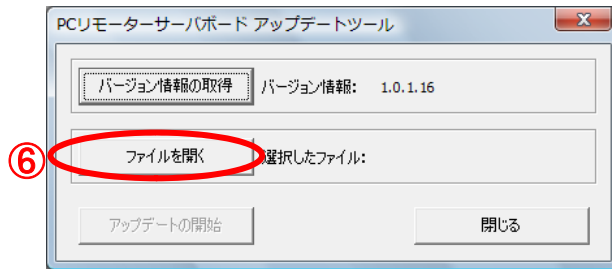 PCリモーターサーバボード アップデートツール
バージョン情報の取得 バージョン情報: 1.0.1.16
⑥ ファイルを開く 選択したファイル:
アップデートの開始 閉じる